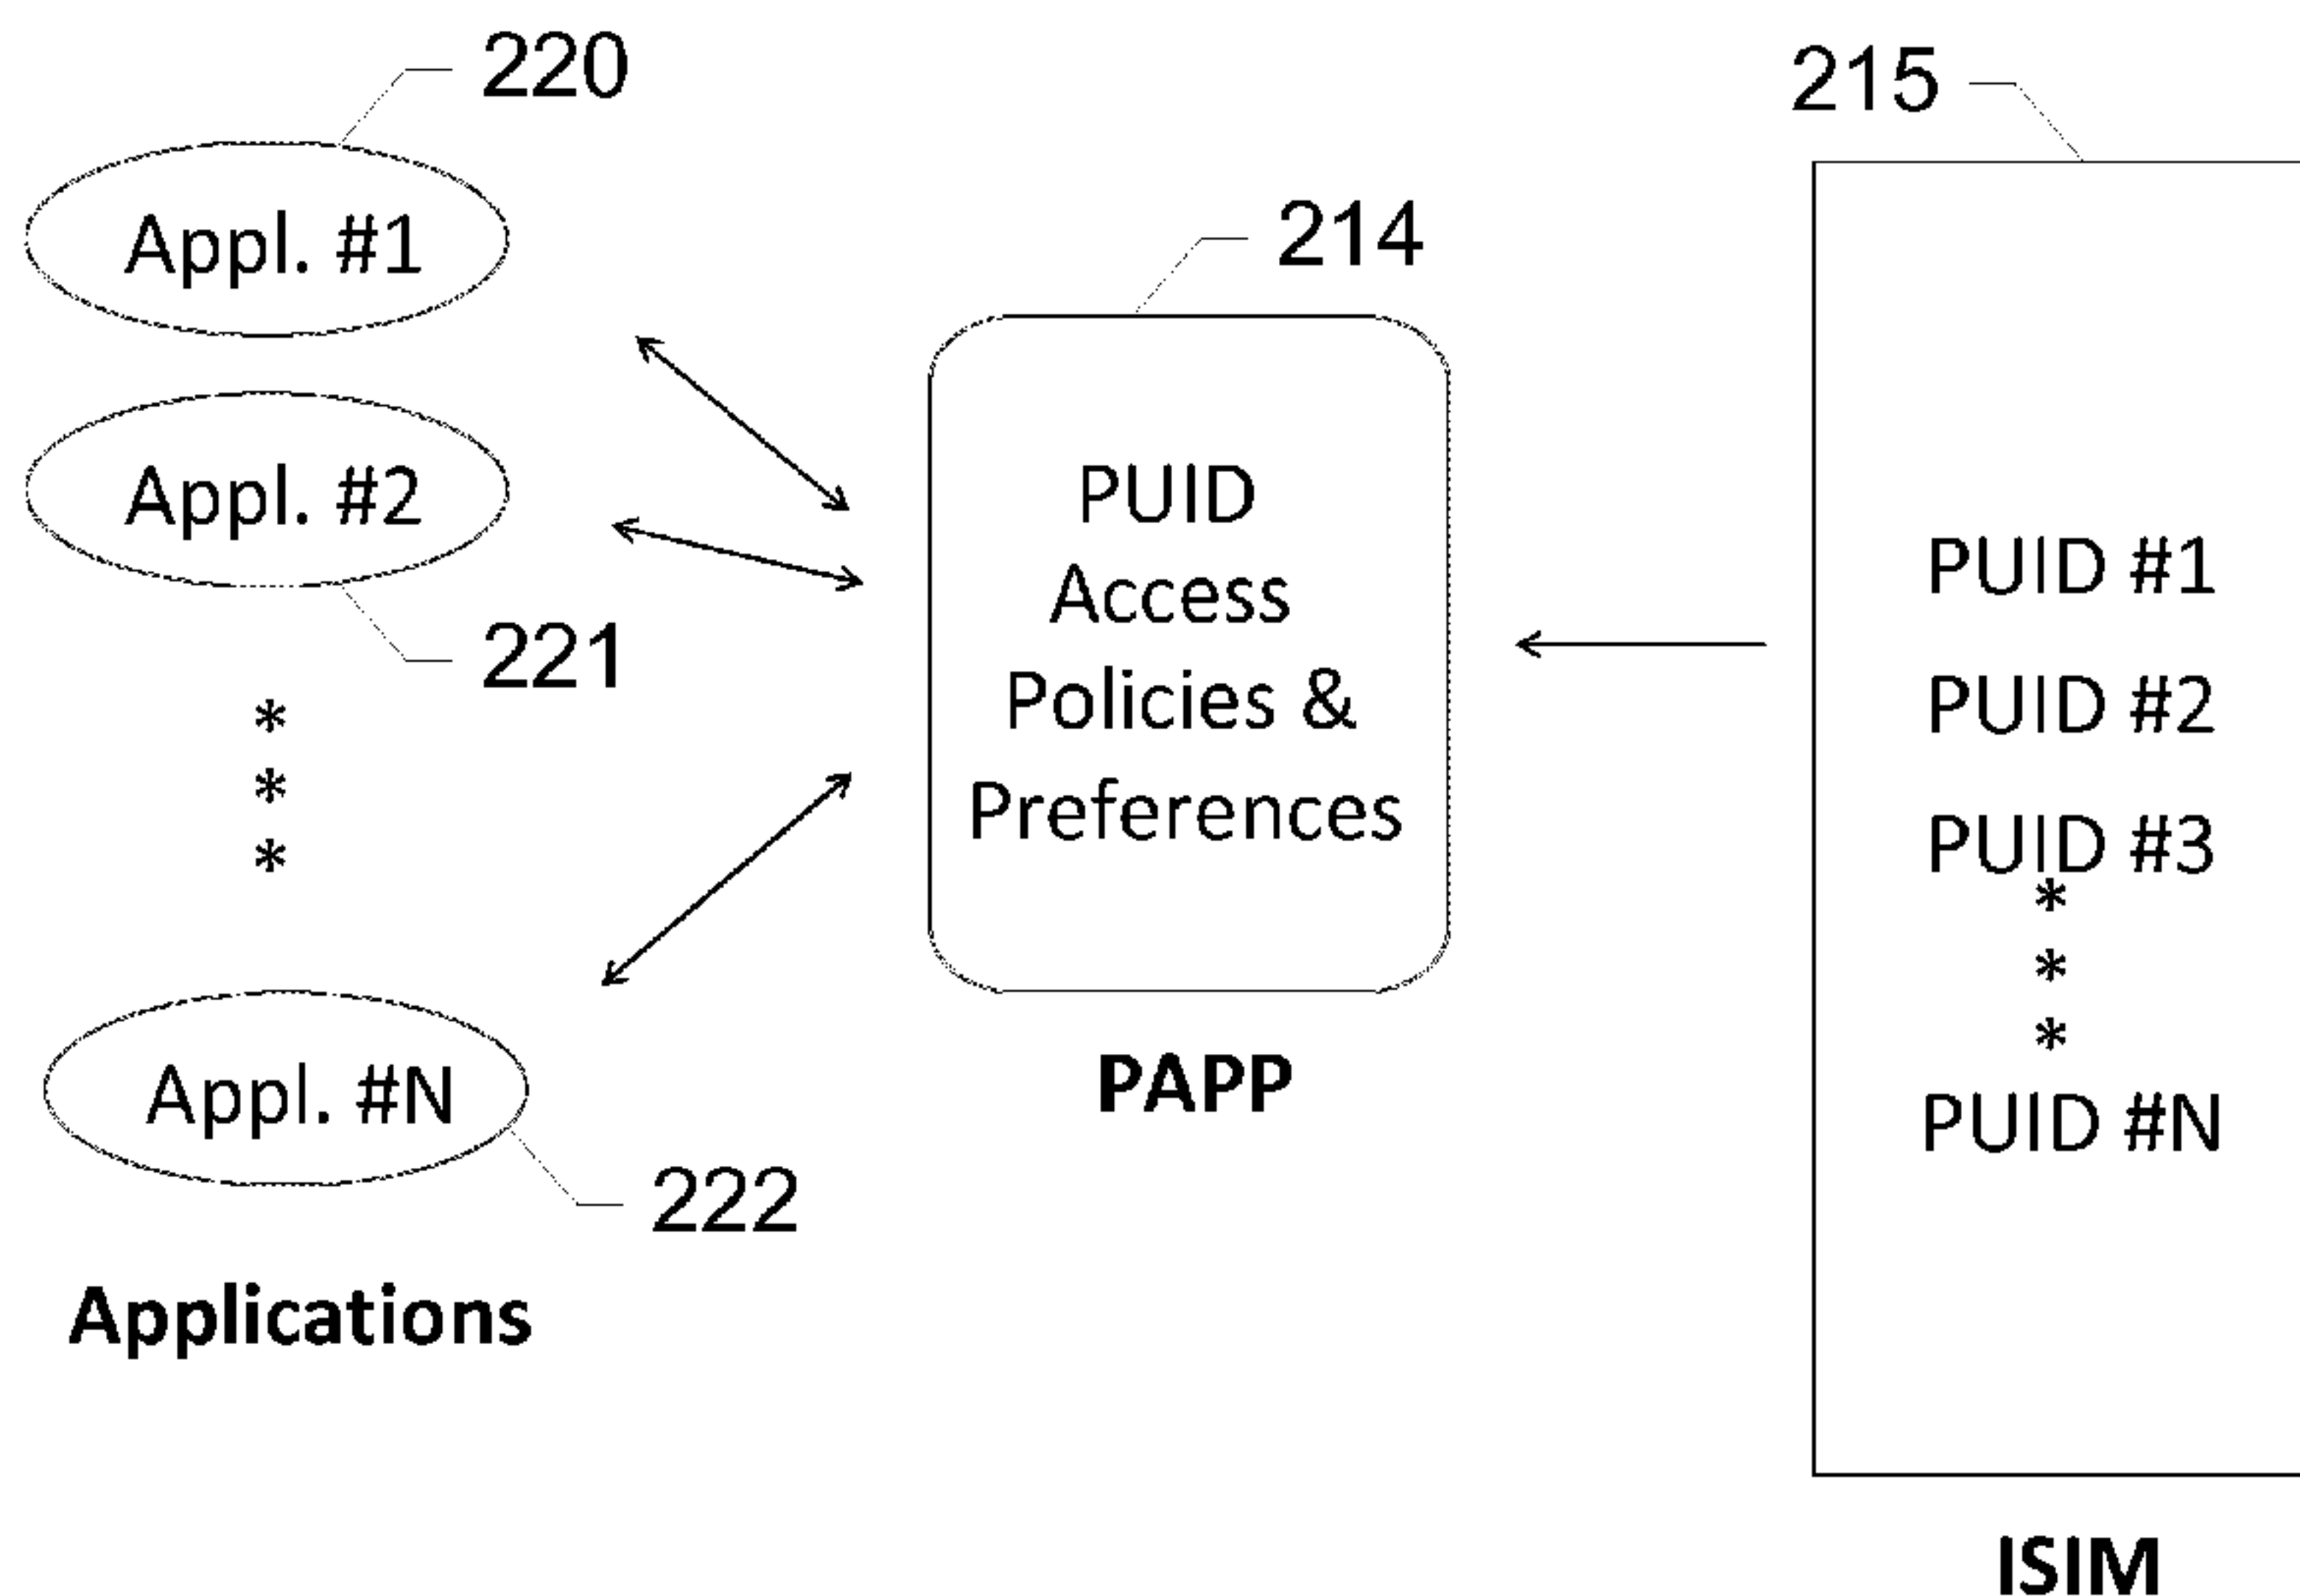 220
Appl. #1
Appl. #2
221
*
*
*
Appl. #N
222
Applications
214
PUID
Access
Policies &
Preferences
PAPP
215
PUID #1
PUID #2
PUID #3
*
*
*
PUID #N
ISIM